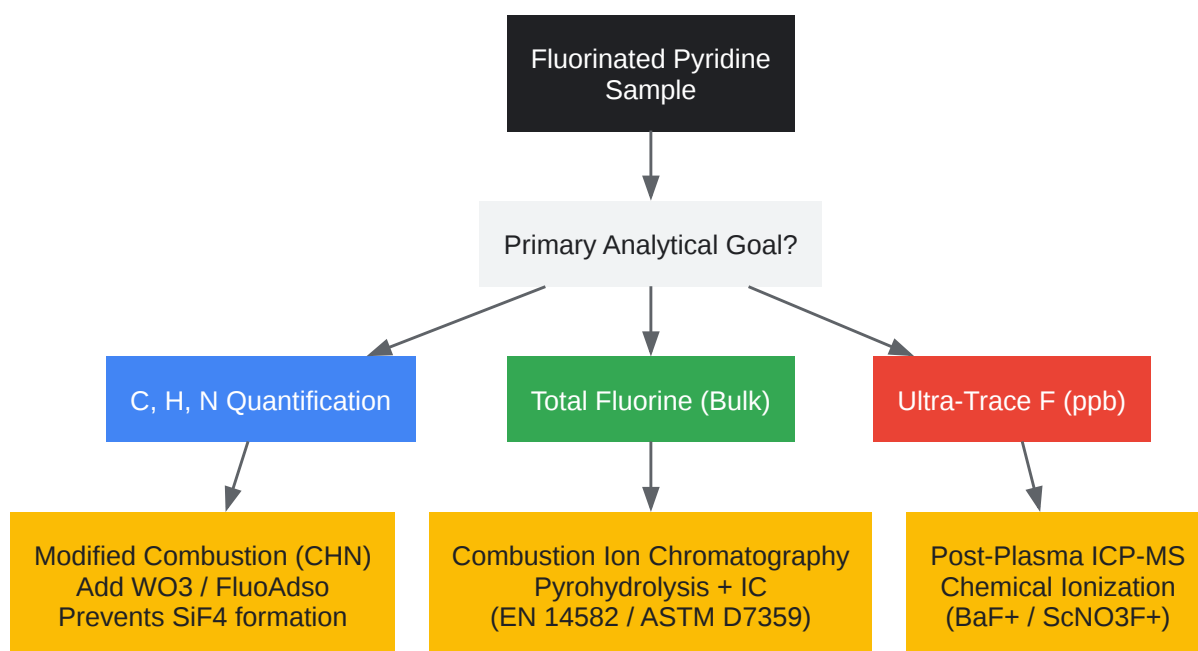 Fluorinated Pyridine
Sample
Primary Analytical Goal?
C, H, N Quantification
Total Fluorine (Bulk)
Ultra-Trace F (ppb)
Modified Combustion (CHN)
Add WO3 / FluoAdso
Prevents SiF4 formation
Combustion Ion Chromatography
Pyrohydrolysis + IC
(EN 14582 / ASTM D7359)
Post-Plasma ICP-MS
Chemical Ionization
(BaF+ / ScNO3F+)